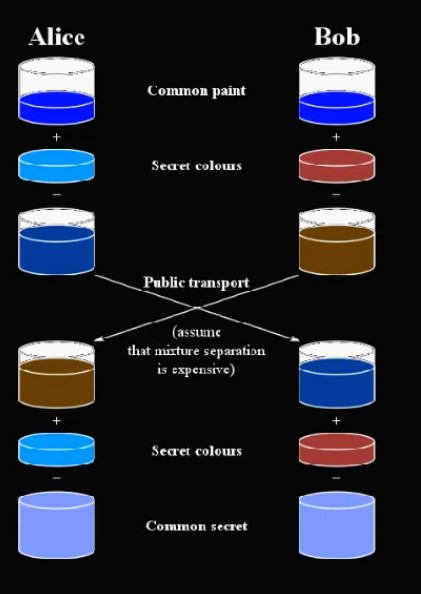 Alice
Bob
Common paint
+
+
Secret colours
=
=
Public transport
(assume
that mixture separation
is expensive)
+
+
Secret colours
=
=
Common secret